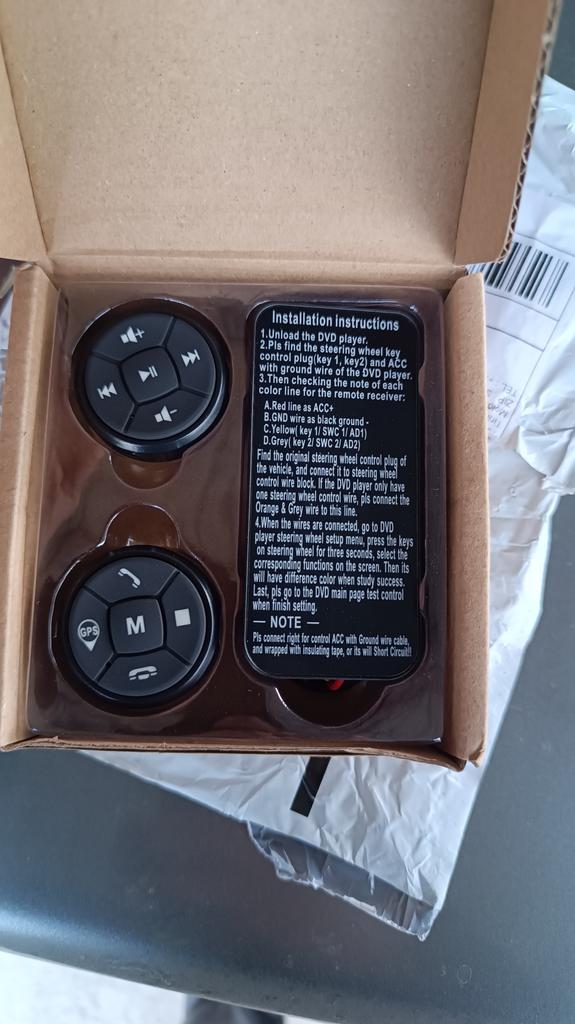 Installation instructions
1.Unload the DVD player.
2.Pls find the steering wheel key
control plug(key 1, key2) and ACC
with ground wire of the DVD player.
3.Then checking the note of each
color line for the remote receiver:
A.Red line as ACC+
B.GND wire as black ground -
C.Yellow( key 1/ SWC 1/ AD1)
D.Grey( key 2/ SWC 2/ AD2)
Find the original steering wheel control plug of
the vehicle, and connect it to steering wheel
control wire block. If the DVD player only have
one steering wheel control wire, pls connect the
Orange & Grey wire to this line.
4.When the wires are connected, go to DVD
player steering wheel setup menu, press the keys
on steering wheel for three seconds, select the
corresponding functions on the screen. Then its
will have difference color when study success.
Last, pls go to the DVD main page test control
when finish setting.
— NOTE —
Pls connect right for control ACC with Ground wire cable,
and wrapped with insulating tape, or its will Short Circuit!!
GPS
M
TEL
ZIP